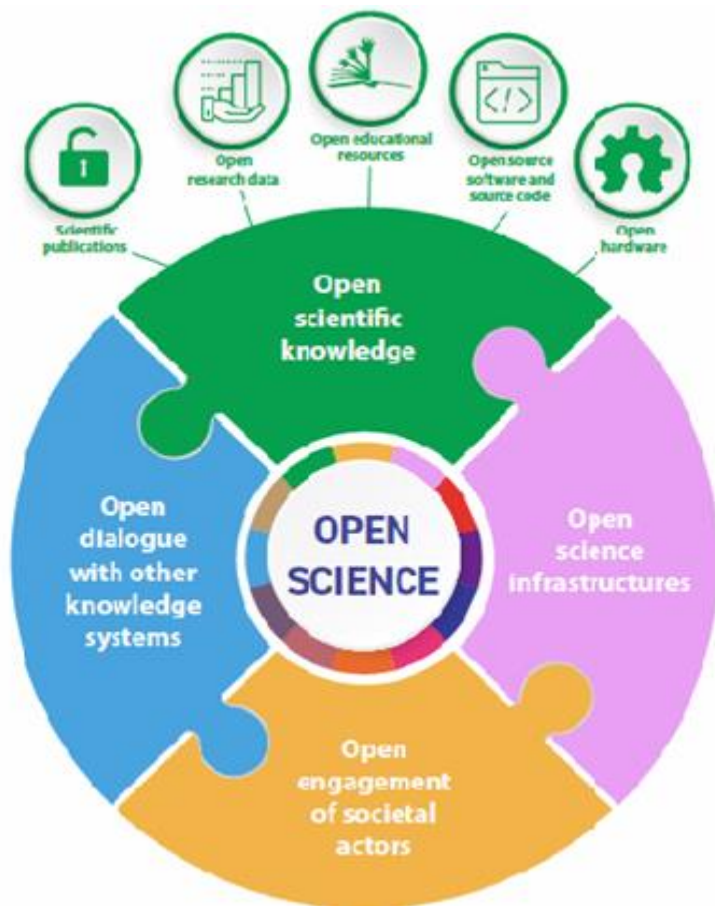 Scientific
publications
Open
research data
Open educational
resources
Open source
software and
source code
Open
hardware
Open
scientific
knowledge
Open
dialogue
with other
knowledge
systems
OPEN
SCIENCE
Open
science
infrastructures
Open
engagement
of societal
actors